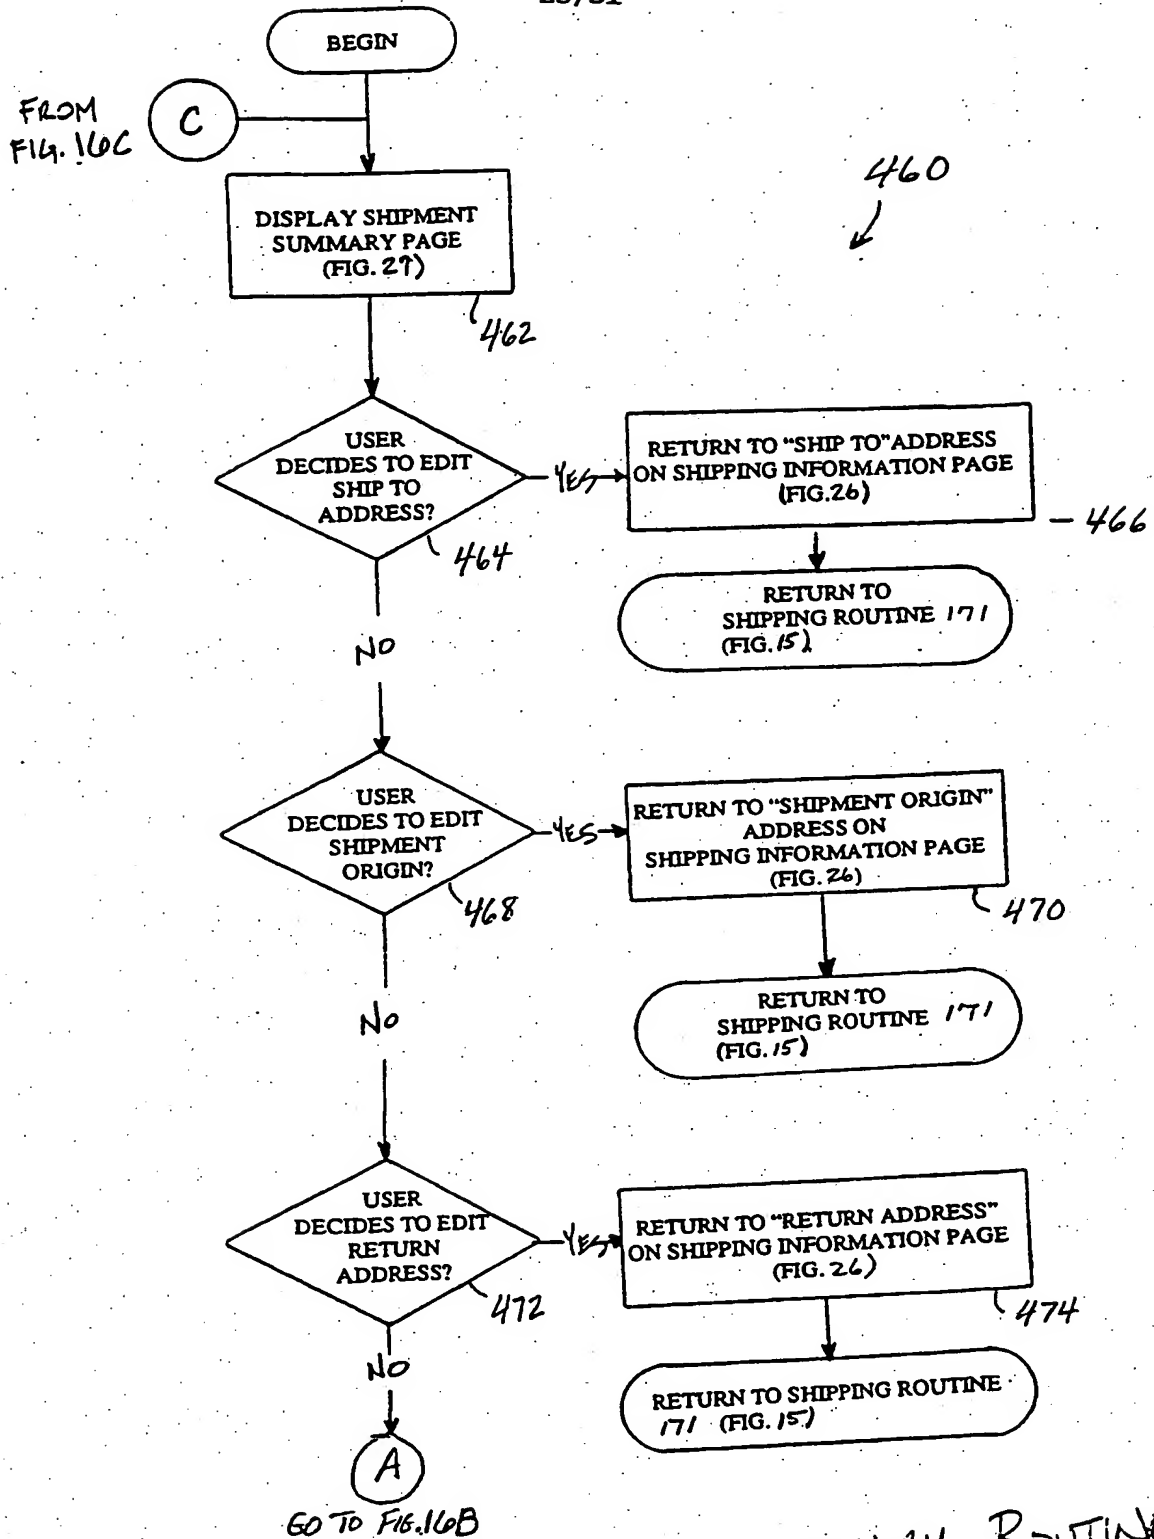 BEGIN
FROM
FIG. 16C
C
460
DISPLAY SHIPMENT
SUMMARY PAGE
(FIG. 27)
462
USER
DECIDES TO EDIT
SHIP TO
ADDRESS?
464
YES
RETURN TO "SHIP TO" ADDRESS
ON SHIPPING INFORMATION PAGE
(FIG.26)
466
RETURN TO
SHIPPING ROUTINE 171
(FIG.15)
NO
USER
DECIDES TO EDIT
SHIPMENT
ORIGIN?
468
YES
RETURN TO "SHIPMENT ORIGIN"
ADDRESS ON
SHIPPING INFORMATION PAGE
(FIG.26)
470
RETURN TO
SHIPPING ROUTINE 171
(FIG.15)
NO
USER
DECIDES TO EDIT
RETURN
ADDRESS?
472
YES
RETURN TO "RETURN ADDRESS"
ON SHIPPING INFORMATION PAGE
(FIG.26)
474
RETURN TO SHIPPING ROUTINE
171 (FIG.15)
NO
A
GO TO FIG.16B